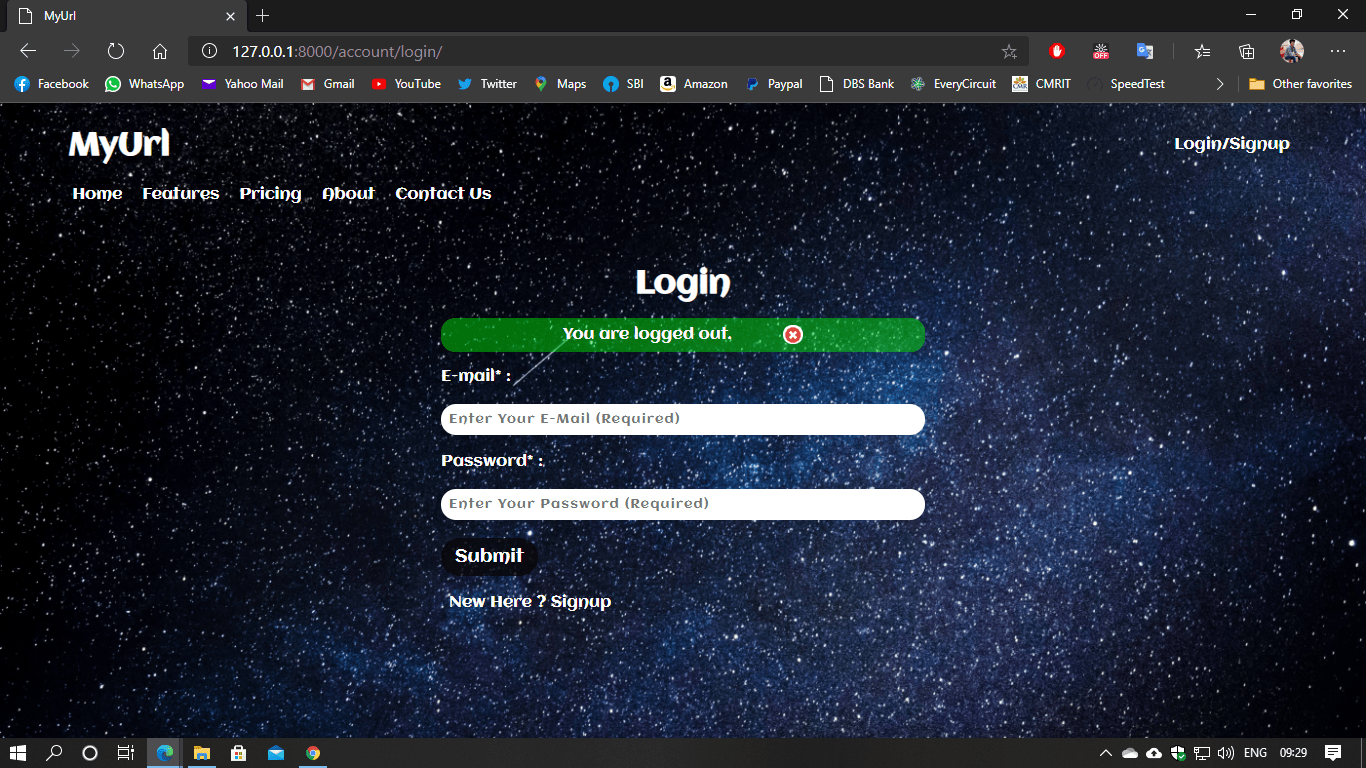 MyUrl
127.0.0.1:8000/account/login/
OFF
Facebook WhatsApp Yahoo Mail Gmail YouTube Twitter Maps SBI Amazon Paypal DBS Bank EveryCircuit CMRIT SpeedTest Other favorites
MyUrl
Login/Signup
Home Features Pricing About Contact Us
Login
You are logged out.
E-mail* :
Enter Your E-Mail (Required)
Password* :
Enter Your Password (Required)
Submit
New Here ? Signup
ENG 09:29